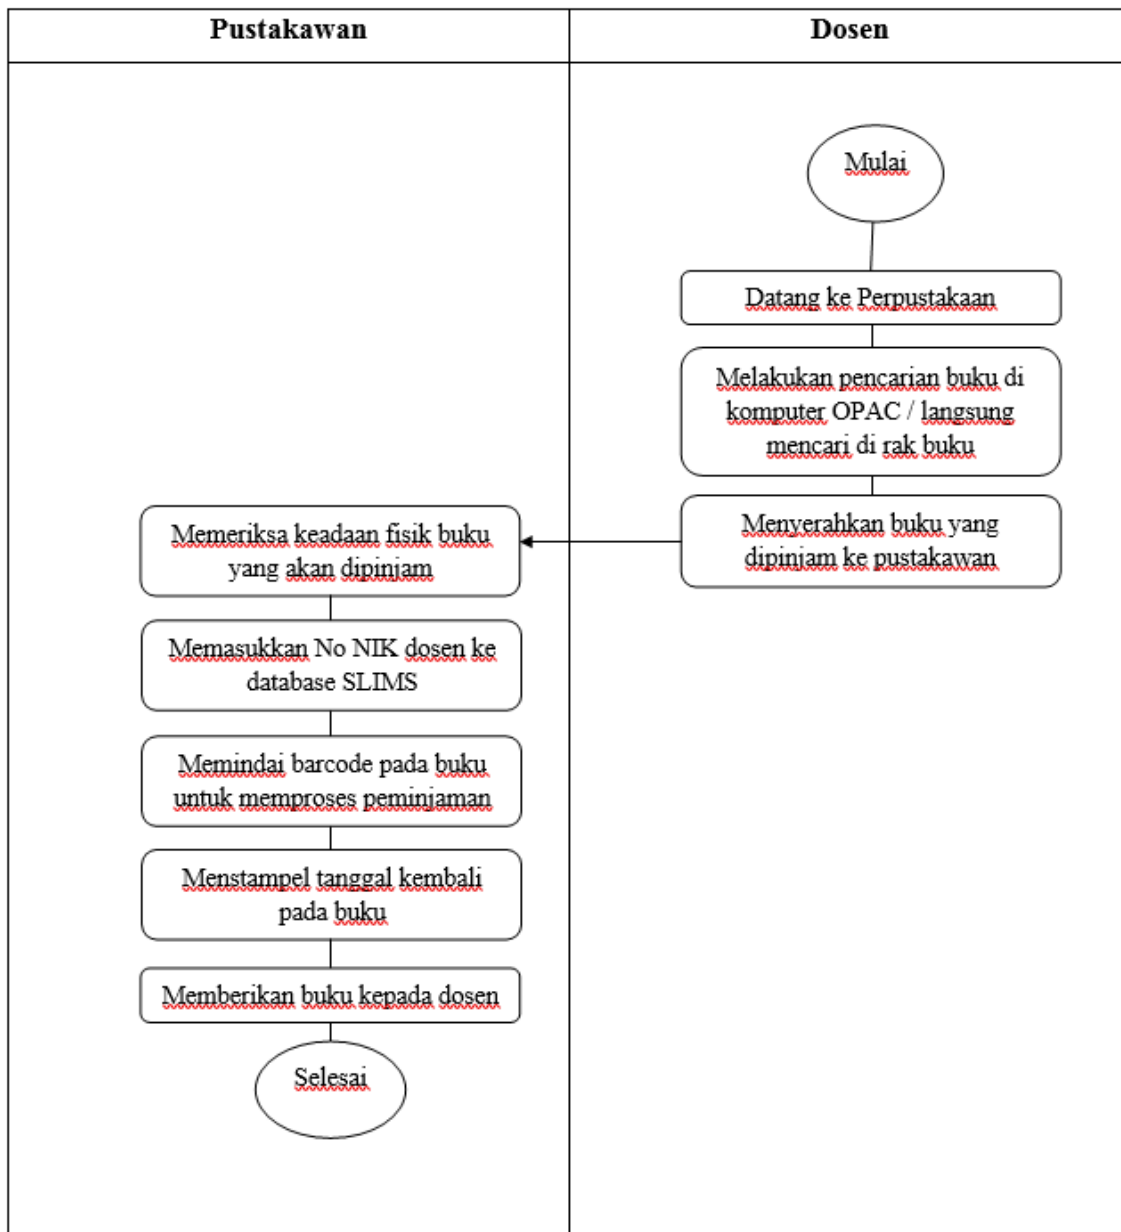 Pustakawan
Dosen
Mulai
Datang ke Perpustakaan
Melakukan pencarian buku di
komputer OPAC / langsung
mencari di rak buku
Menyerahkan buku yang
dipinjam ke pustakawan
Memeriksa keadaan fisik buku
yang akan dipinjam
Memasukkan No NIK dosen ke
database SLIMS
Memindai barcode pada buku
untuk memproses peminjaman
Menstampel tanggal kembali
pada buku
Memberikan buku kepada dosen
Selesai